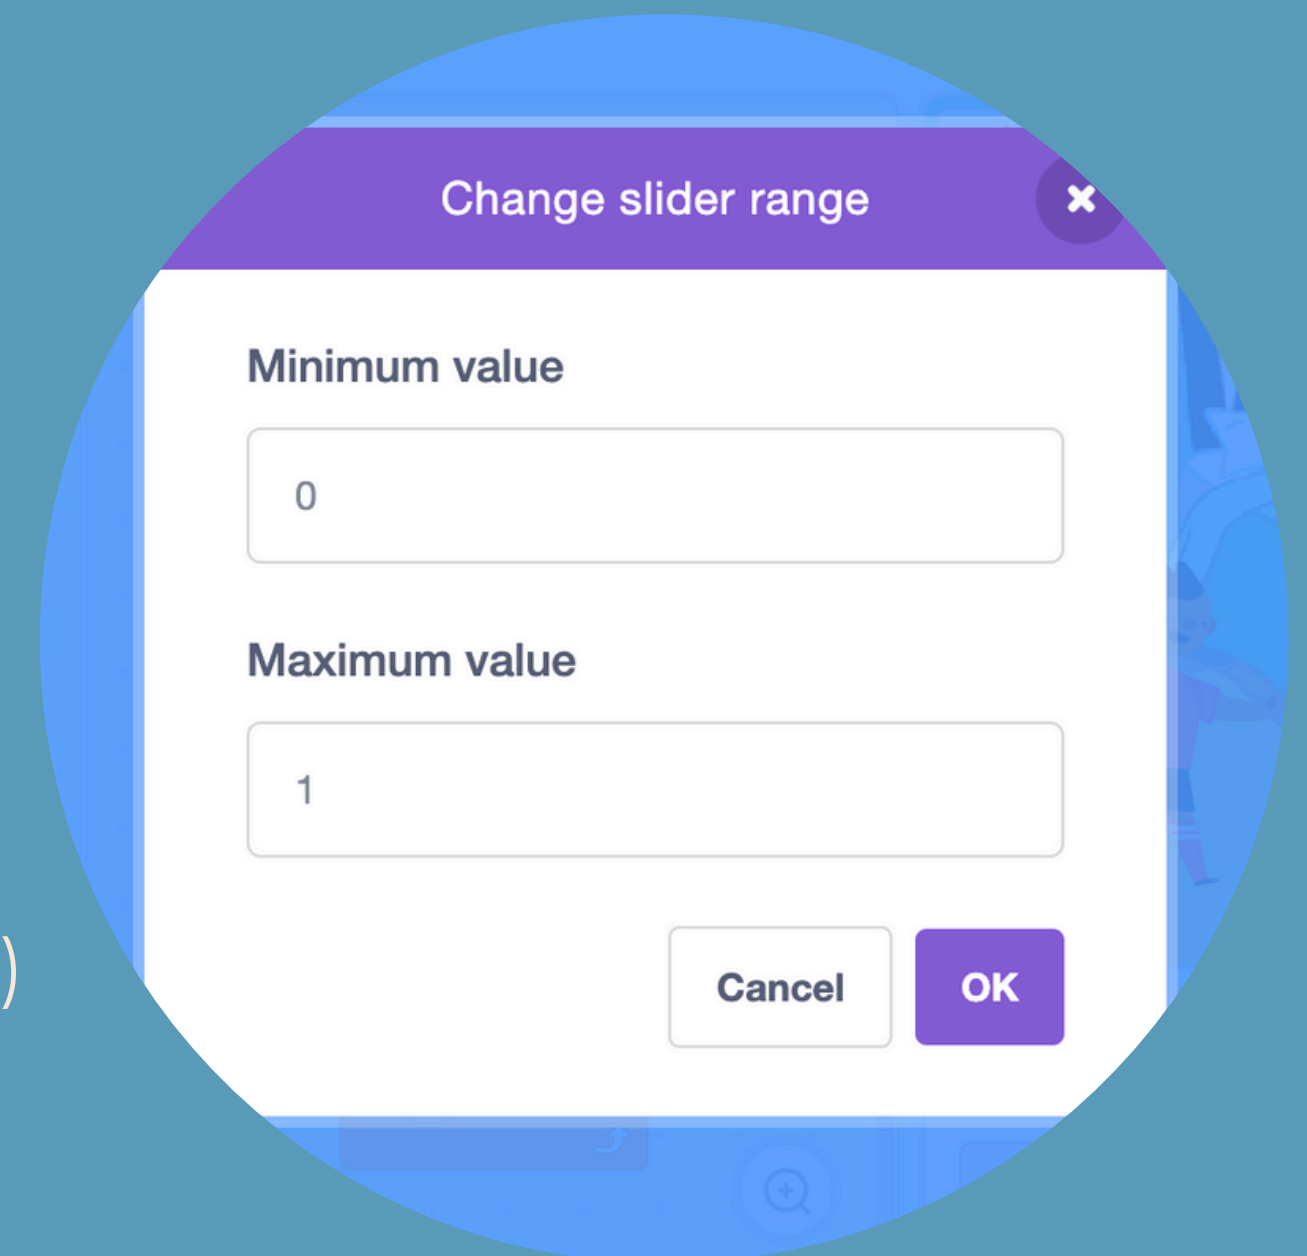 Change slider range
Minimum value
0
Maximum value
1
)
Cancel
OK